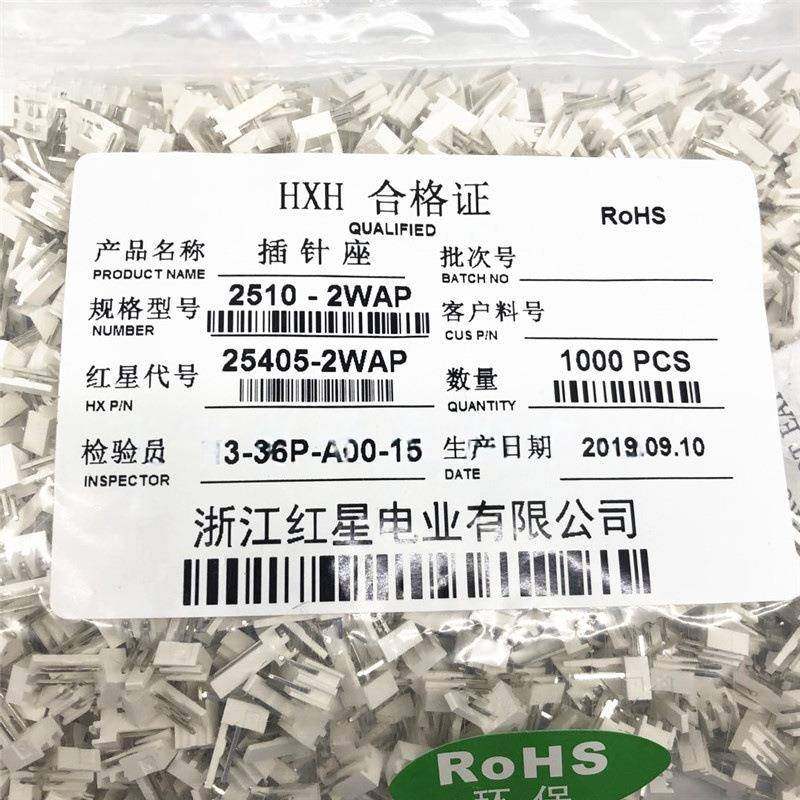 HXH 合格证
QUALIFIED
RoHS
产品名称 插针座
PRODUCT NAME
批次号
BATCH NO
规格型号 2510 - 2WAP
NUMBER
客户料号
CUS P/N
红星代号 25405-2WAP
HX P/N
数量 1000 PCS
QUANTITY
检验员 3-36P-A00-15
INSPECTOR
生产日期 2019.09.10
DATE
浙江红星电业有限公司
RoHS
环保